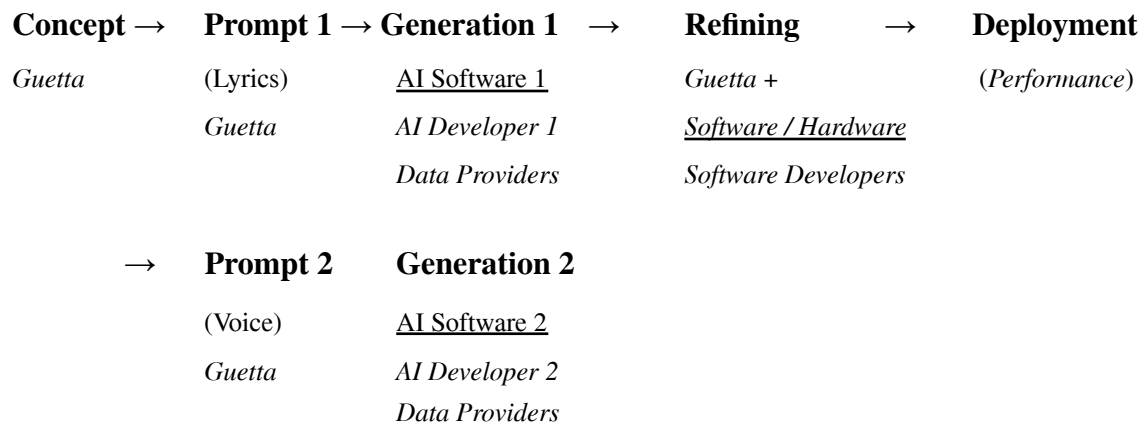 Concept → Prompt 1 → Generation 1 → Refining → Deployment
Guetta (Lyrics) AI Software 1 Guetta + (Performance)
Guetta AI Developer 1 Software / Hardware
Data Providers Software Developers
→ Prompt 2 Generation 2
(Voice) AI Software 2
Guetta AI Developer 2
Data Providers